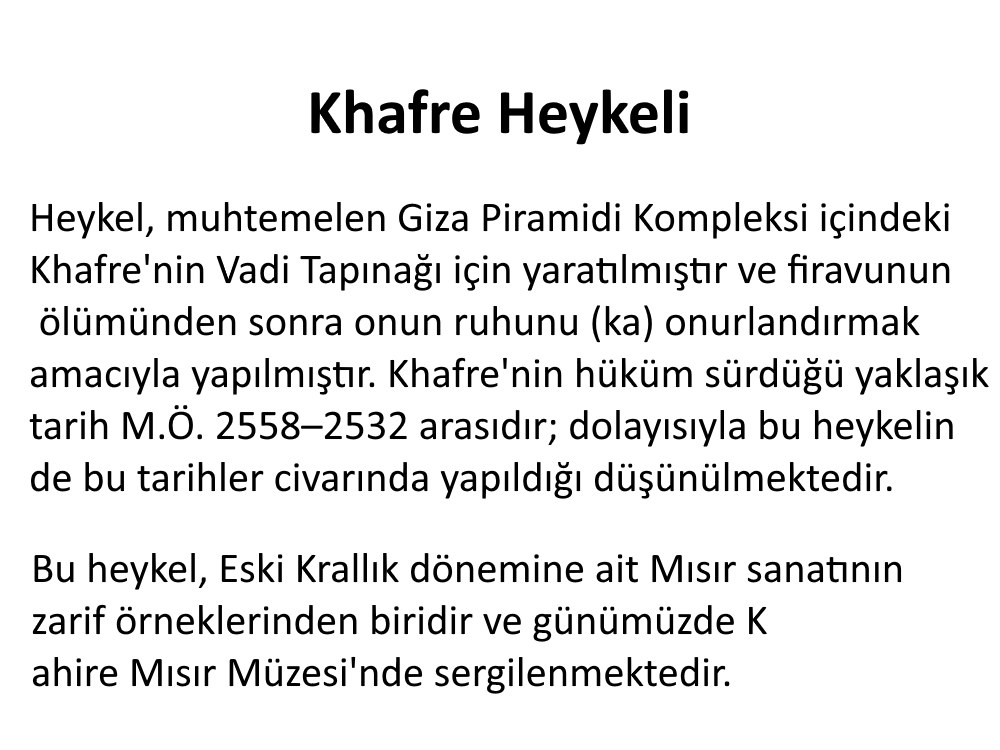 Khafre Heykeli
Heykel, muhtemelen Giza Piramidi Kompleksi içindeki
Khafre'nin Vadi Tapınağı için yaratılmıştır ve firavunun
ölümünden sonra onun ruhunu (ka) onurlandırmak
amacıyla yapılmıştır. Khafre'nin hüküm sürdüğü yaklaşık
tarih M.Ö. 2558–2532 arasıdır; dolayısıyla bu heykelin
de bu tarihler civarında yapıldığı düşünülmektedir.
Bu heykel, Eski Krallık dönemine ait Mısır sanatının
zarif örneklerinden biridir ve günümüzde K
ahire Mısır Müzesi'nde sergilenmektedir.